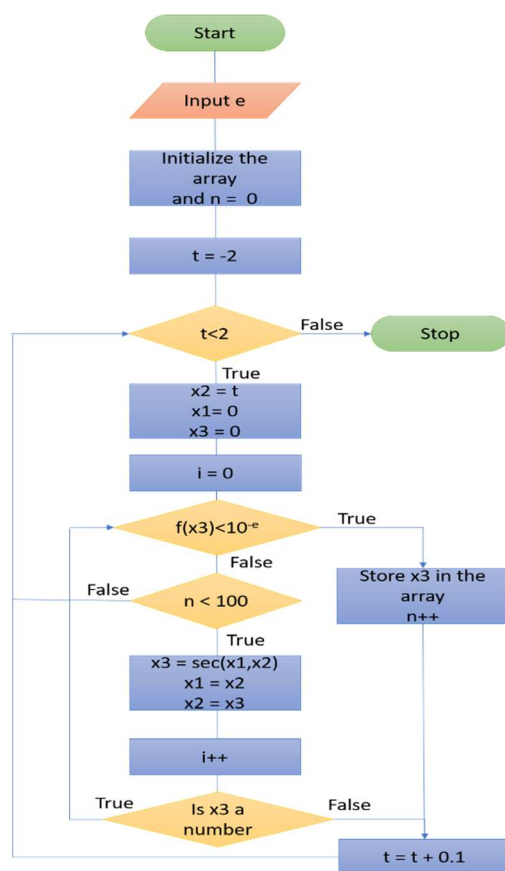 Start
Input e
Initialize the
array
and n = 0
t = -2
t<2
False
Stop
True
x2 = t
x1= 0
x3 = 0
i = 0
f(x3)<10⁻ᵉ
True
False
Store x3 in the
array
n++
False
n < 100
True
x3 = sec(x1,x2)
x1 = x2
x2 = x3
i++
True
Is x3 a
number
False
t = t + 0.1